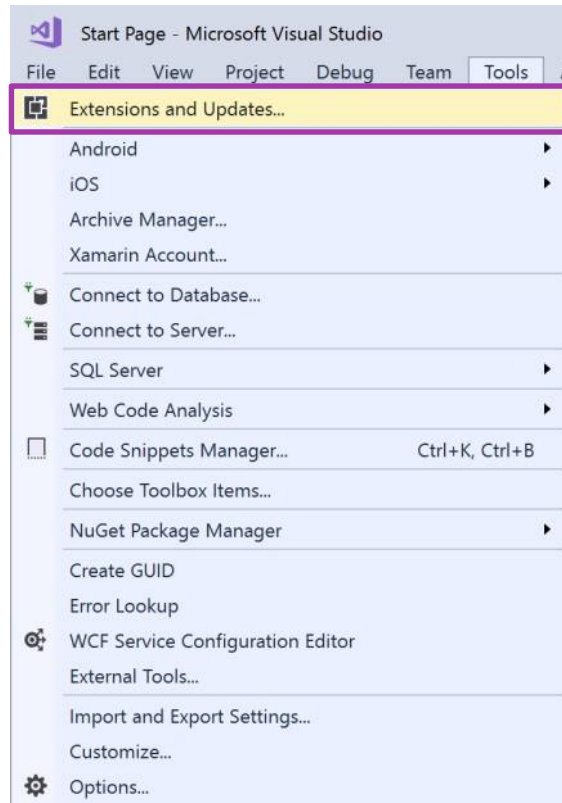 Start Page - Microsoft Visual Studio
File Edit View Project Debug Team Tools
Extensions and Updates...
Android
iOS
Archive Manager...
Xamarin Account...
Connect to Database...
Connect to Server...
SQL Server
Web Code Analysis
Code Snippets Manager... Ctrl+K, Ctrl+B
Choose Toolbox Items...
NuGet Package Manager
Create GUID
Error Lookup
WCF Service Configuration Editor
External Tools...
Import and Export Settings...
Customize...
Options...